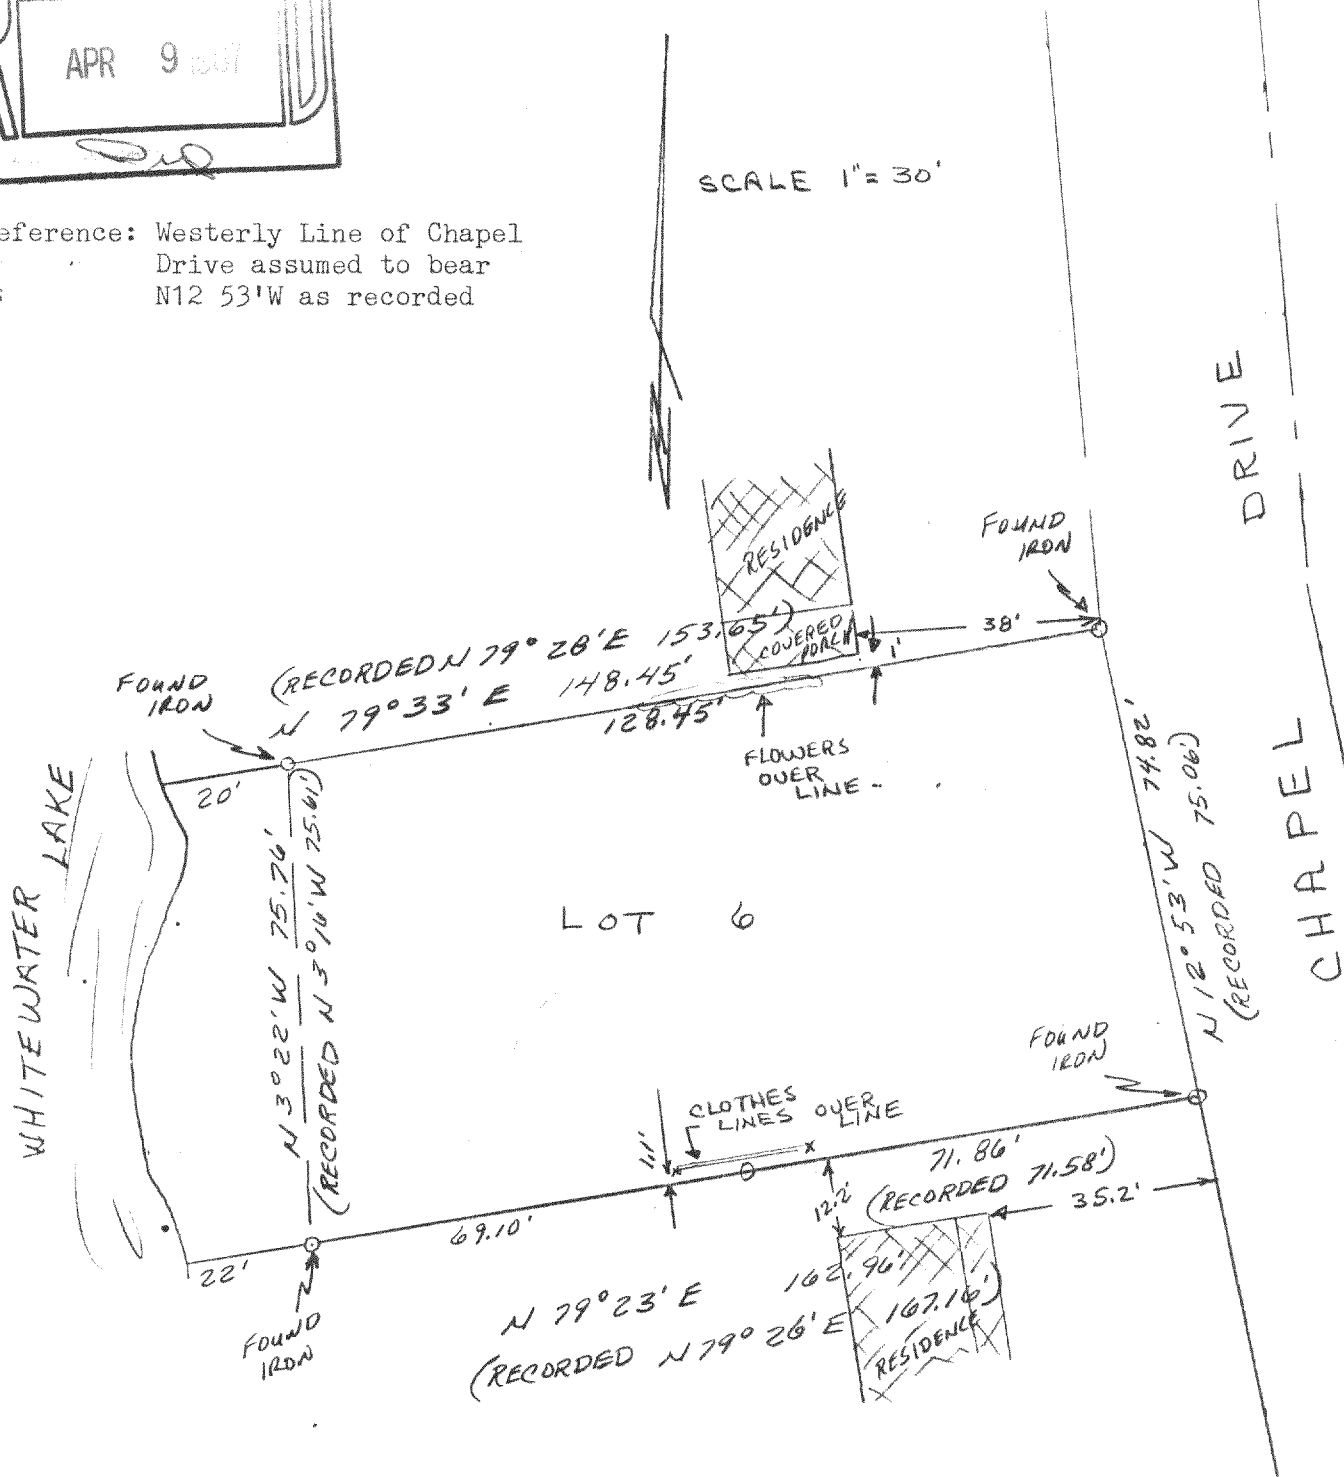 APR 9
SCALE 1"= 30'
eference: Westerly Line of Chapel
Drive assumed to bear
N12 53'W as recorded
DRIVE
CHAPEL
FOUND
IRON
RESIDENCE
COVERED
PORCH
38'
1'
(RECORDED N 79° 28' E 153.65')
N 79° 33' E 148.45'
128.45'
FOUND
IRON
20'
FLOWERS
OVER
LINE
WHITEWATER LAKE
N 3° 22' W 75.76'
(RECORDED N 3° 14' W 75.61')
LOT 6
N 12° 53' W 74.82'
(RECORDED 75.06')
FOUND
IRON
CLOTHES
LINES OVER
LINE
1.1'
71.86'
(RECORDED 71.58')
12.2'
35.2'
69.10'
22'
FOUND
IRON
N 79° 23' E 162.96'
(RECORDED N 79° 26' E 167.16')
RESIDENCE